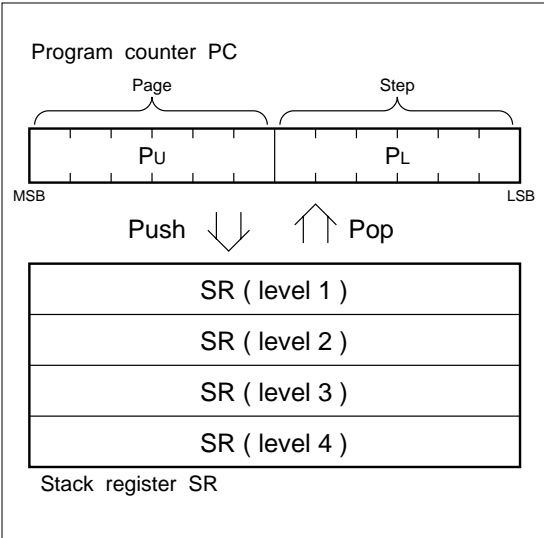 Program counter PC
Page Step
PU PL
MSB LSB
Push Pop
SR ( level 1 )
SR ( level 2 )
SR ( level 3 )
SR ( level 4 )
Stack register SR